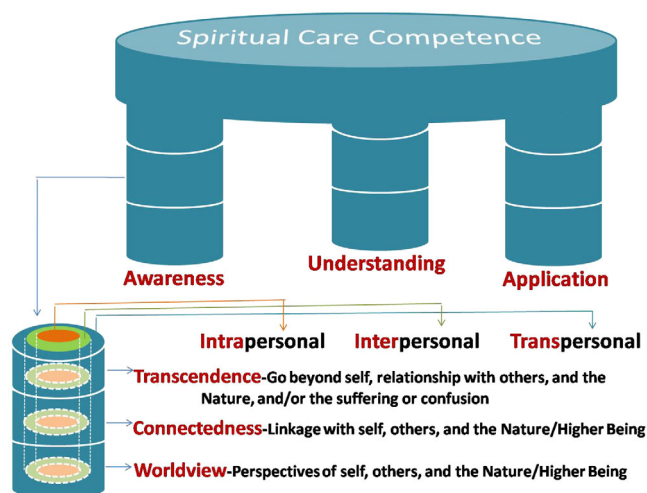 Spiritual Care Competence
Awareness
Understanding
Application
Intrapersonal
Interpersonal
Transpersonal
Transcendence-Go beyond self, relationship with others, and the
Nature, and/or the suffering or confusion
Connectedness-Linkage with self, others, and the Nature/Higher Being
Worldview-Perspectives of self, others, and the Nature/Higher Being